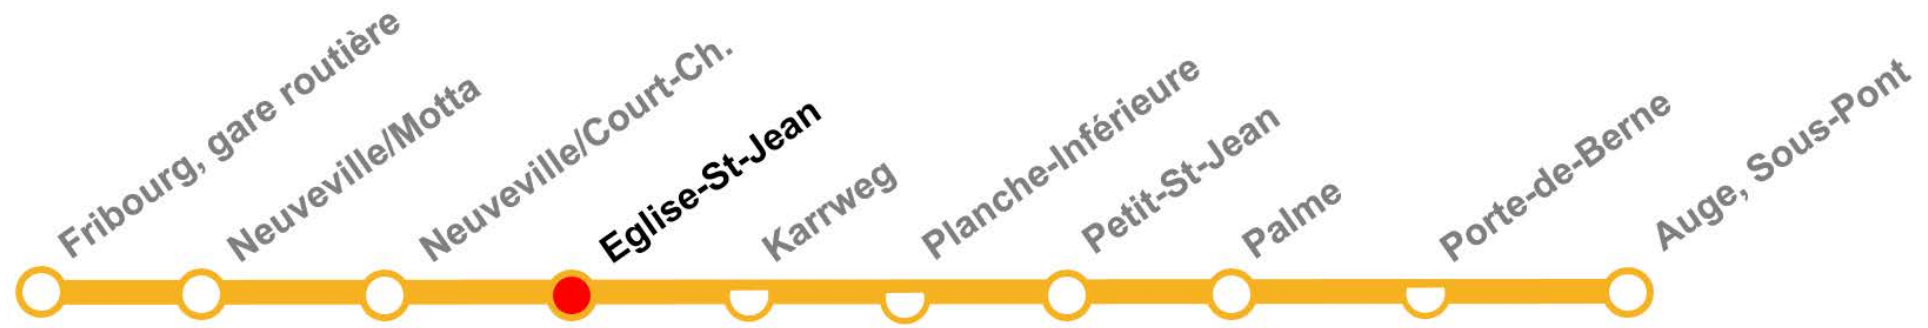 Fribourg, gare routière
Neuveville/Motta
Neuveville/Court-Ch.
Eglise-St-Jean
Karrweg
Planche-Inférieure
Petit-St-Jean
Palme
Porte-de-Berne
Auge, Sous-Pont